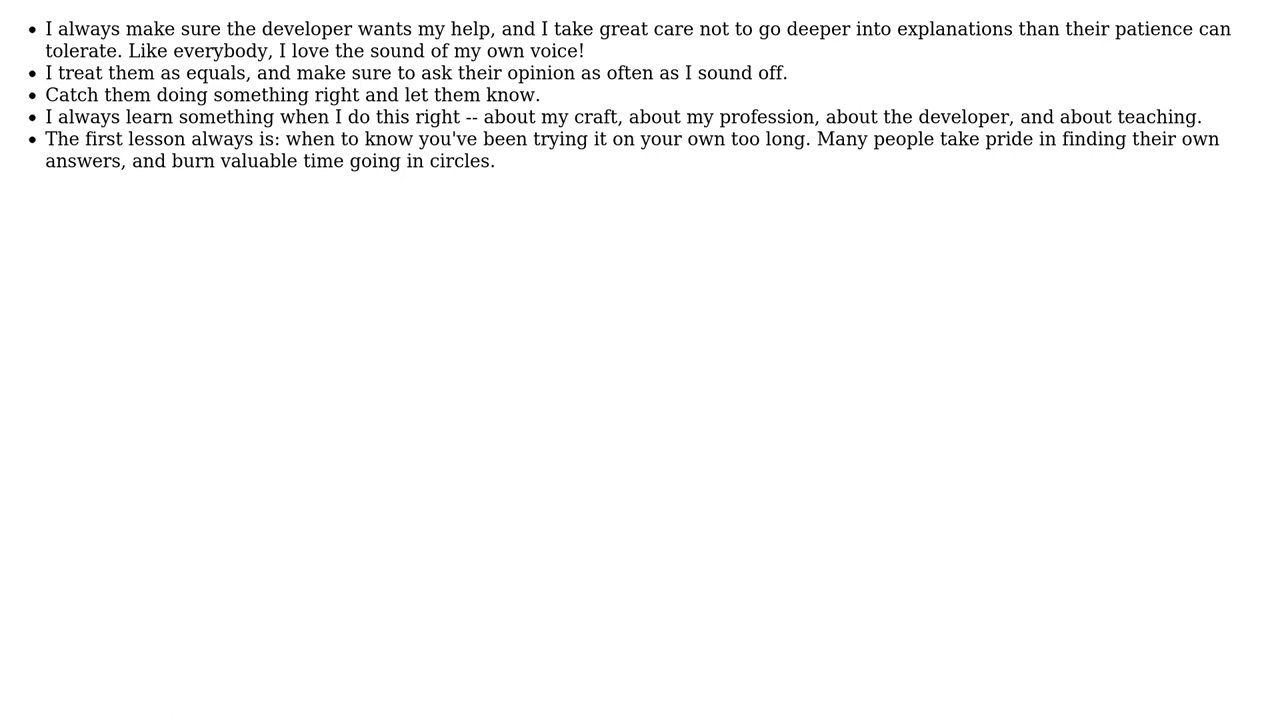 • I always make sure the developer wants my help, and I take great care not to go deeper into explanations than their patience can
tolerate. Like everybody, I love the sound of my own voice!
• I treat them as equals, and make sure to ask their opinion as often as I sound off.
• Catch them doing something right and let them know.
• I always learn something when I do this right -- about my craft, about my profession, about the developer, and about teaching.
• The first lesson always is: when to know you've been trying it on your own too long. Many people take pride in finding their own
answers, and burn valuable time going in circles.